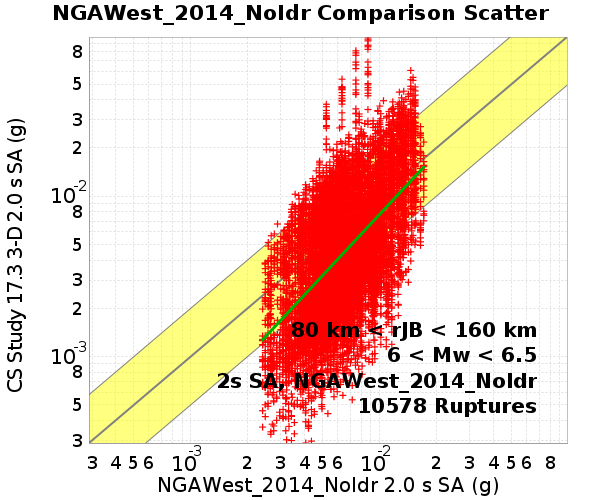 NGAWest_2014_NoIdr Comparison Scatter
CS Study 17.3 3-D 2.0 s SA (g)
8
5
3
2
10-2
8
5
3
2
10-3
8
5
3
80 km < rJB < 160 km
6 < Mw < 6.5
2s SA, NGAWest_2014_NoIdr
10578 Ruptures
3 4 5 6 10-3 2 3 4 5 6 10-2 2 3 4 5 6 8
NGAWest_2014_NoIdr 2.0 s SA (g)